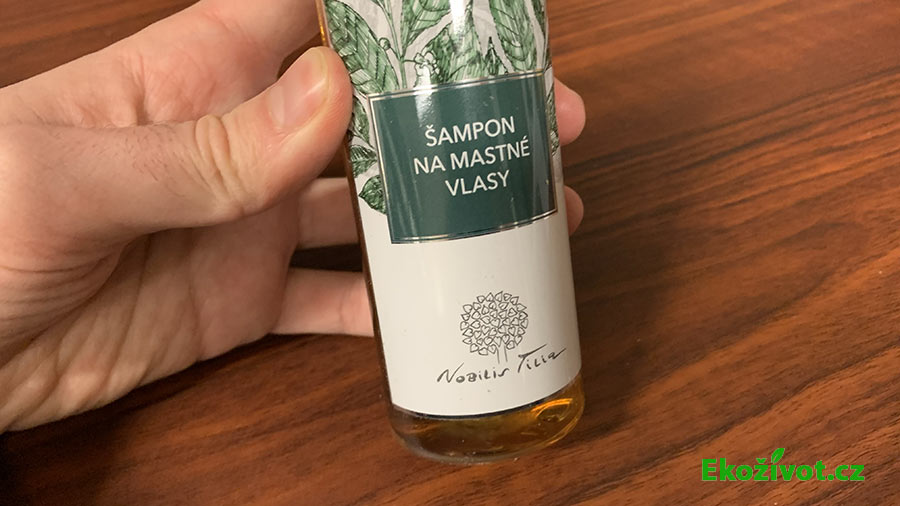 ŠAMPON
NA MASTNÉ
VLASY
Nobilis Tilia
Ekoživot.cz